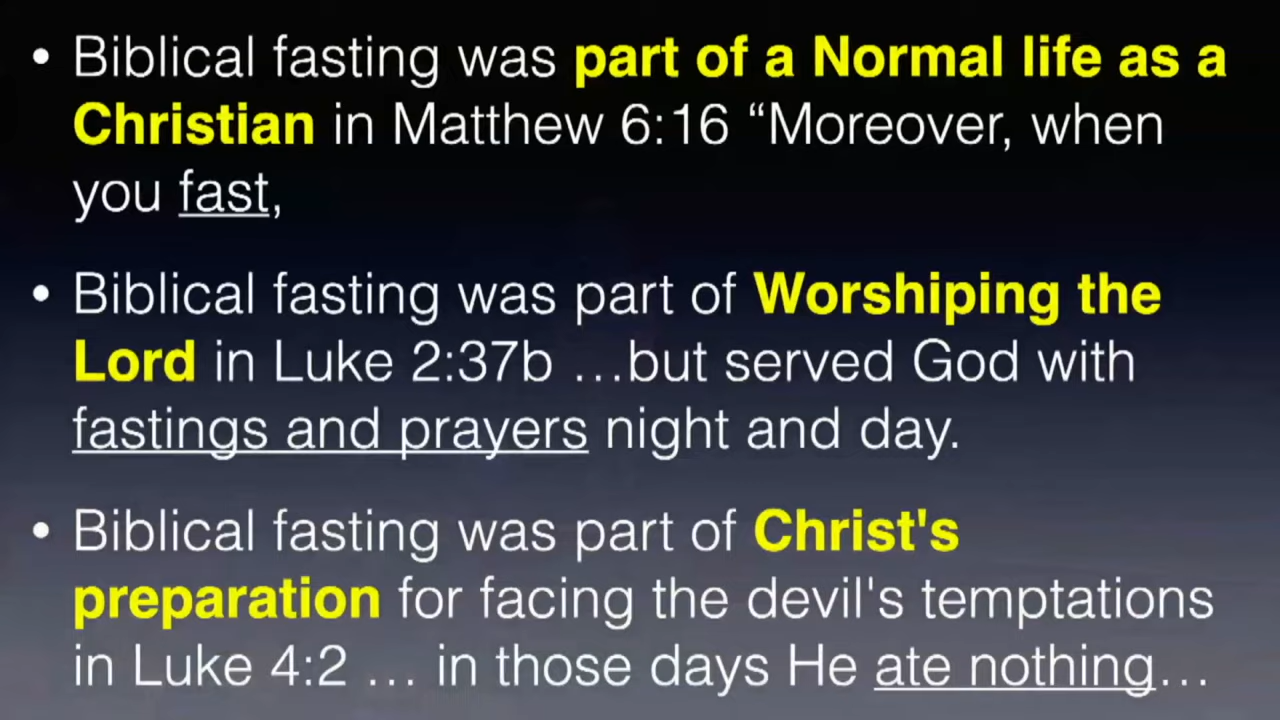 • Biblical fasting was part of a Normal life as a
Christian in Matthew 6:16 “Moreover, when
you fast,
• Biblical fasting was part of Worshiping the
Lord in Luke 2:37b …but served God with
fastings and prayers night and day.
• Biblical fasting was part of Christ's
preparation for facing the devil's temptations
in Luke 4:2 … in those days He ate nothing…